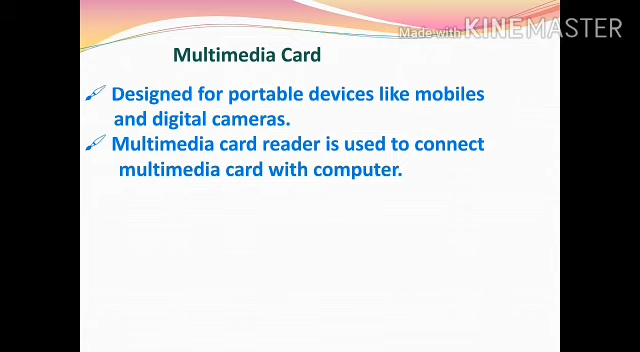 Made with KINEMASTER
Multimedia Card
Designed for portable devices like mobiles
and digital cameras.
Multimedia card reader is used to connect
multimedia card with computer.